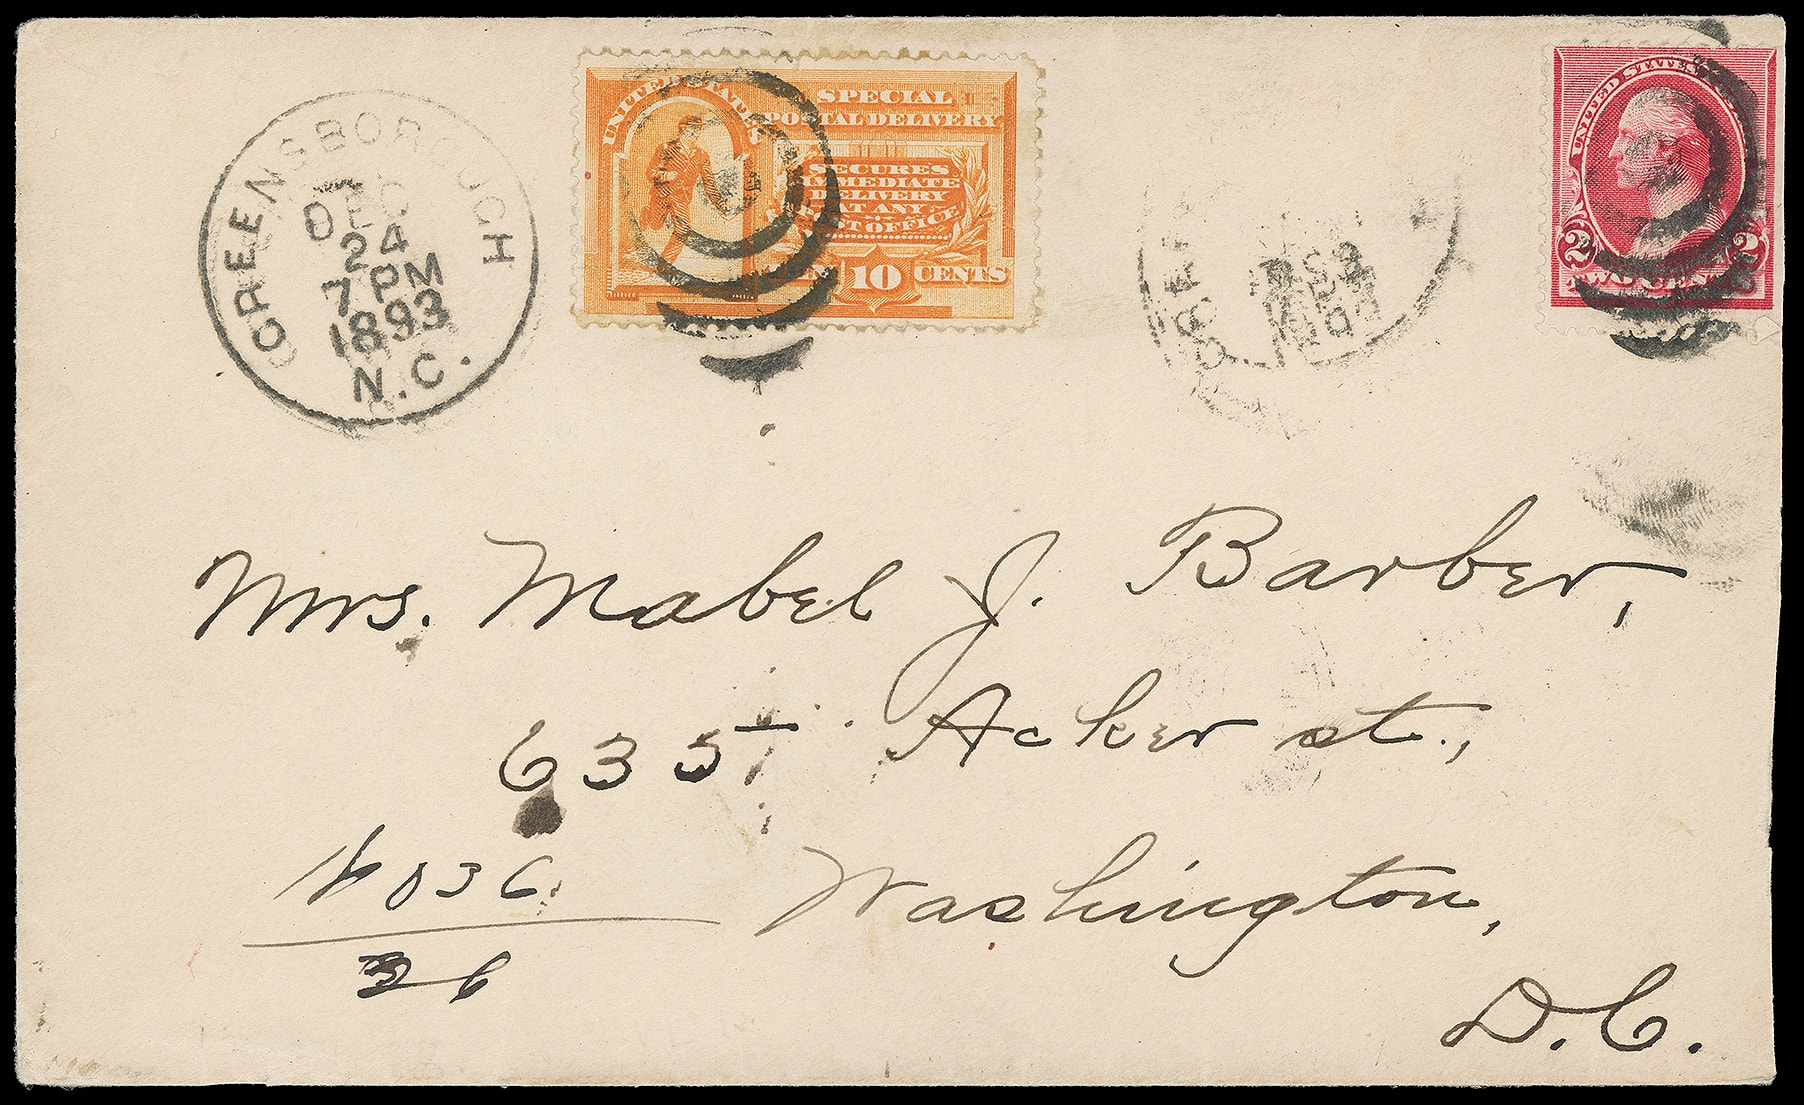 GREENSBOROUGH
DEC
24
7 PM
1893
N.C.
UNITED STATES
SPECIAL
POSTAL DELIVERY
SECURES
IMMEDIATE
DELIVERY
AT ANY
POST OFFICE
10 CENTS
UNITED STATES
2 2
TWO CENTS
Mrs. Mabel J. Barber,
635 Acker st.,
Washington,
D.C.